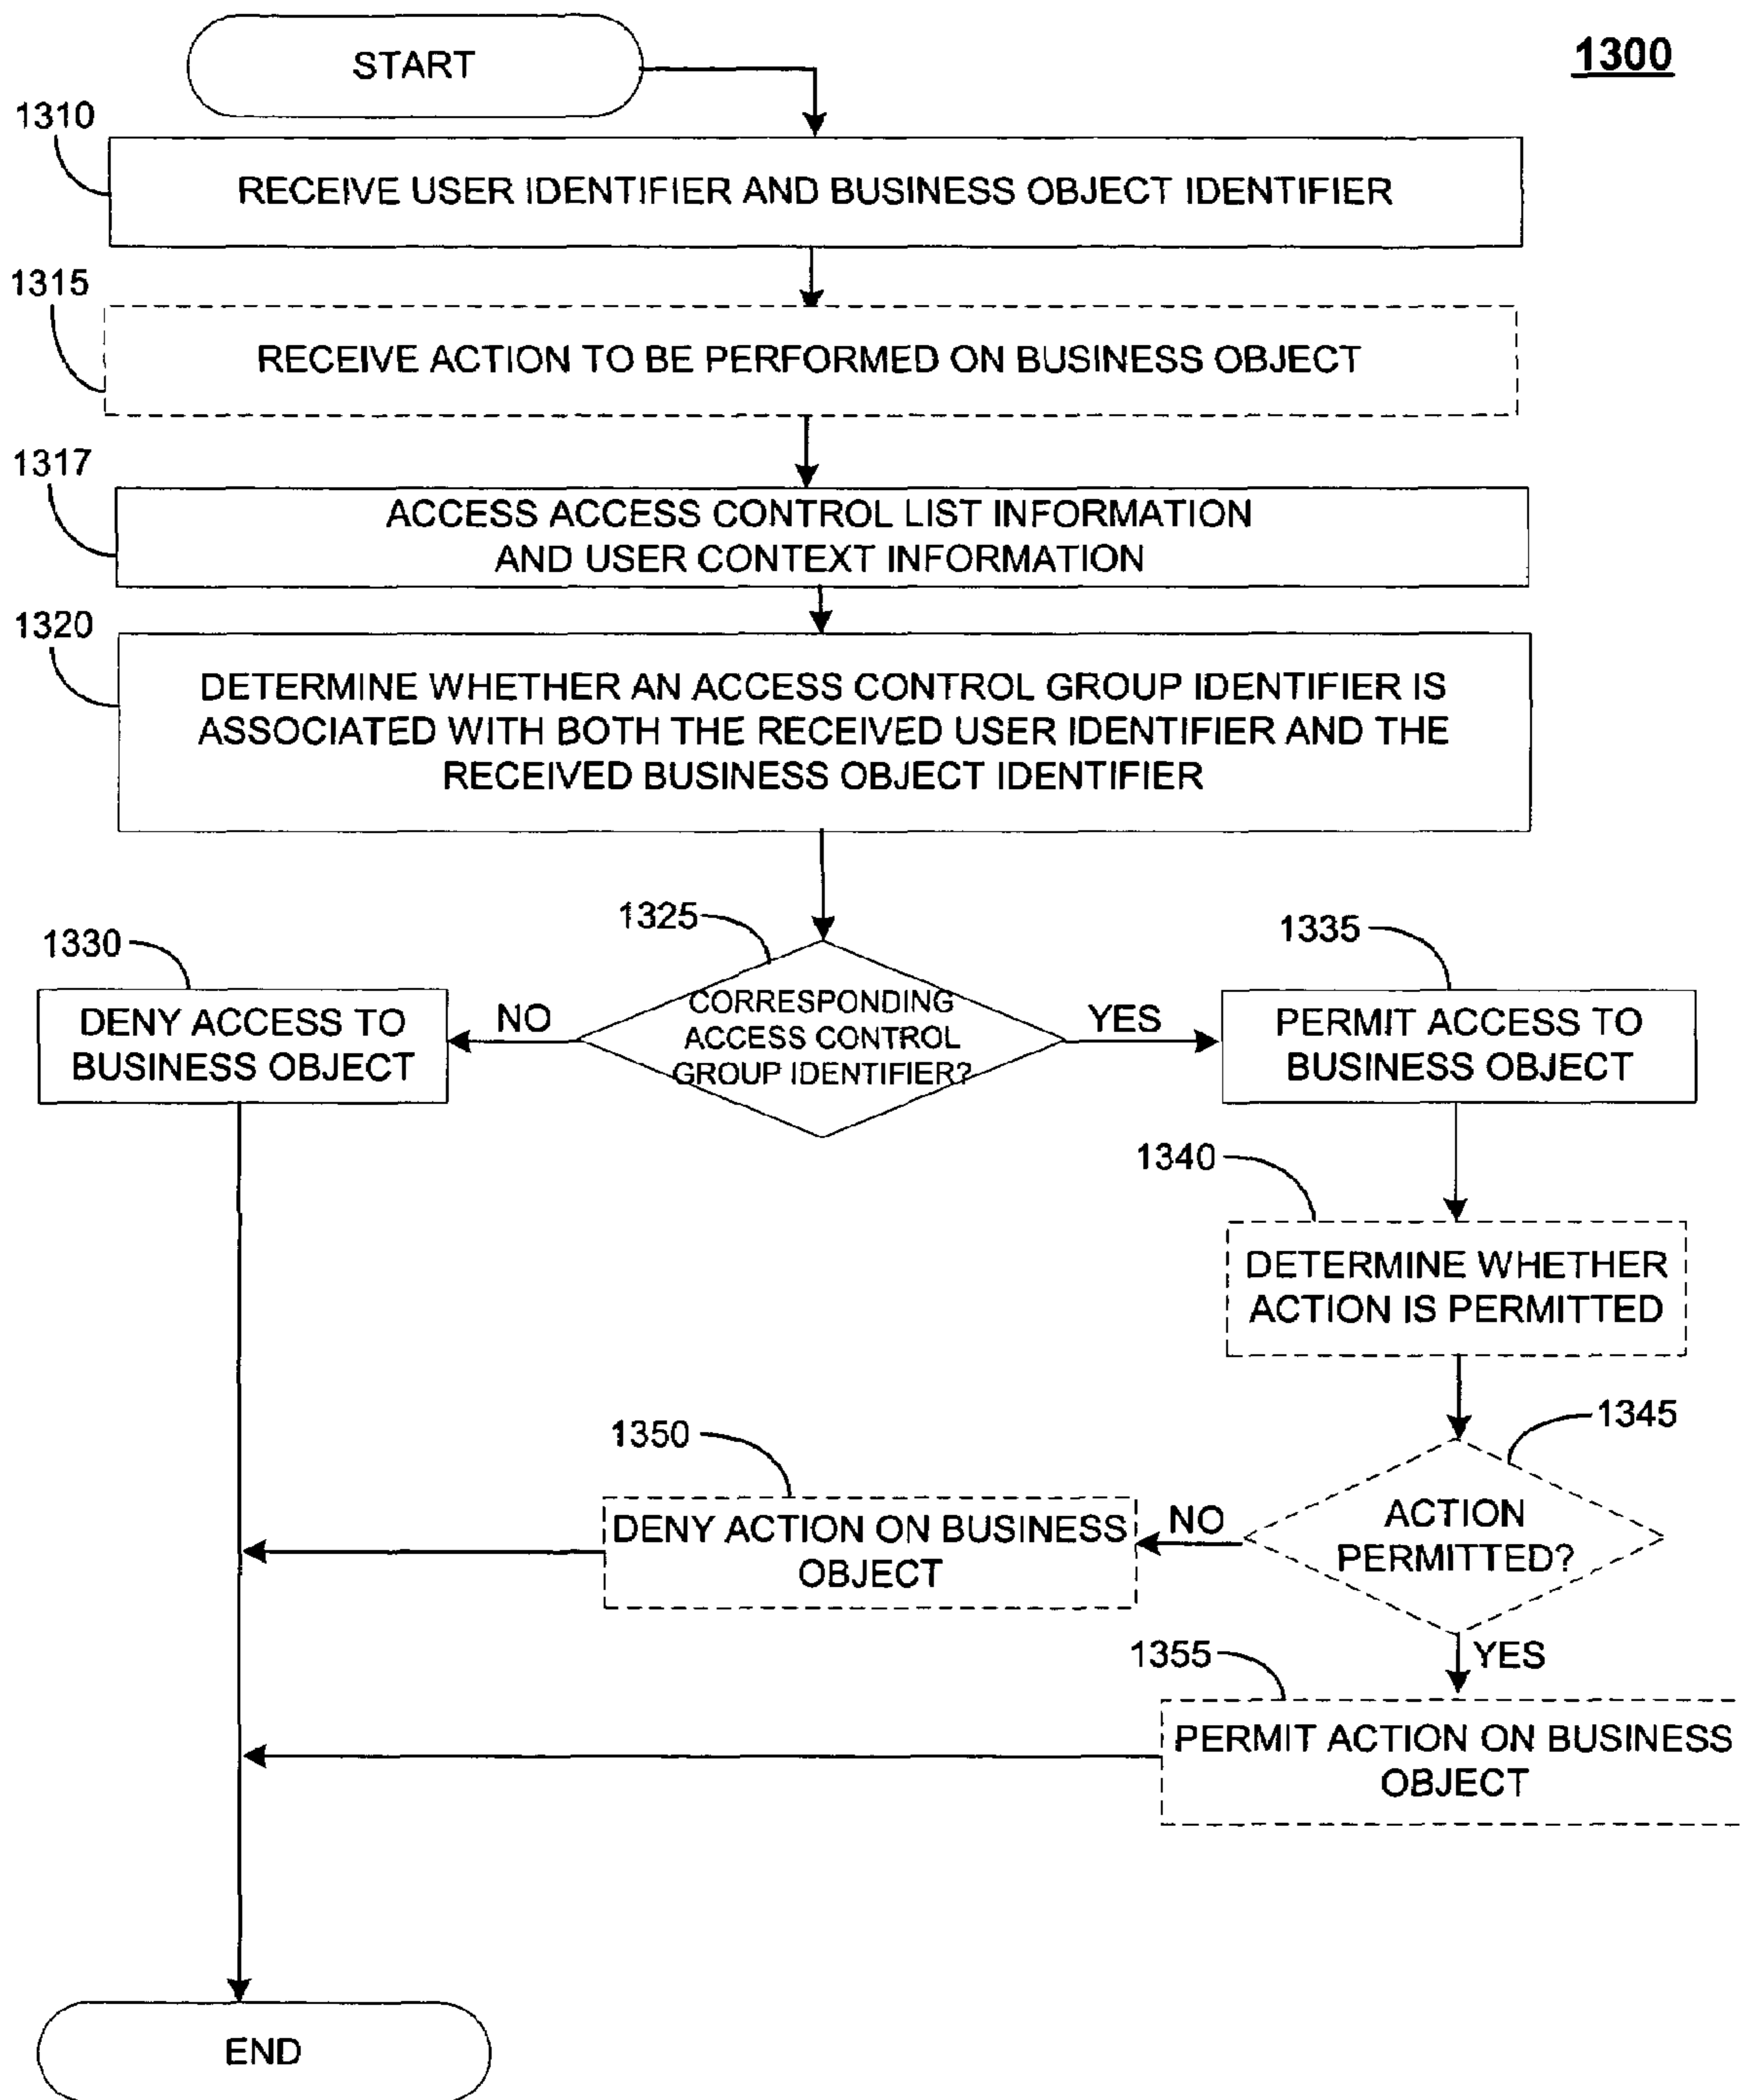 1300
START
1310
RECEIVE USER IDENTIFIER AND BUSINESS OBJECT IDENTIFIER
1315
RECEIVE ACTION TO BE PERFORMED ON BUSINESS OBJECT
1317
ACCESS ACCESS CONTROL LIST INFORMATION
AND USER CONTEXT INFORMATION
1320
DETERMINE WHETHER AN ACCESS CONTROL GROUP IDENTIFIER IS
ASSOCIATED WITH BOTH THE RECEIVED USER IDENTIFIER AND THE
RECEIVED BUSINESS OBJECT IDENTIFIER
1325
CORRESPONDING
ACCESS CONTROL
GROUP IDENTIFIER?
NO
1330
DENY ACCESS TO
BUSINESS OBJECT
YES
1335
PERMIT ACCESS TO
BUSINESS OBJECT
1340
DETERMINE WHETHER
ACTION IS PERMITTED
1345
ACTION
PERMITTED?
NO
1350
DENY ACTION ON BUSINESS
OBJECT
YES
1355
PERMIT ACTION ON BUSINESS
OBJECT
END